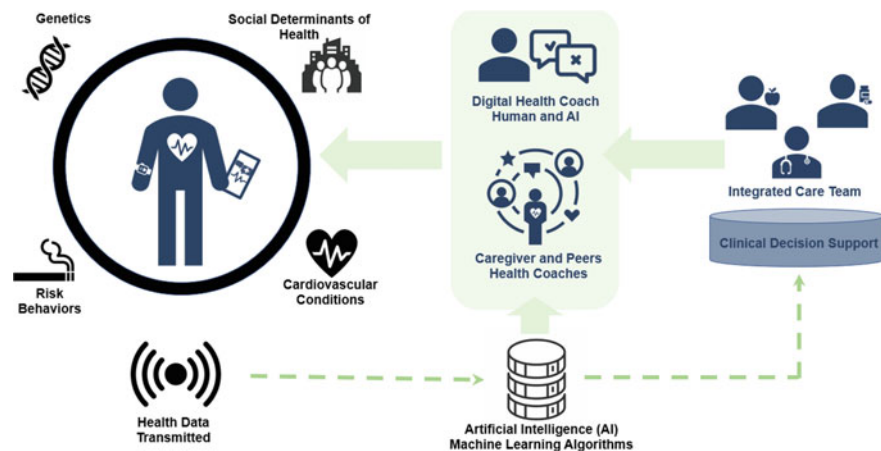 Genetics
Social Determinants of
Health
Risk
Behaviors
Cardiovascular
Conditions
Digital Health Coach
Human and AI
Caregiver and Peers
Health Coaches
Integrated Care Team
Clinical Decision Support
Health Data
Transmitted
Artificial Intelligence (AI)
Machine Learning Algorithms